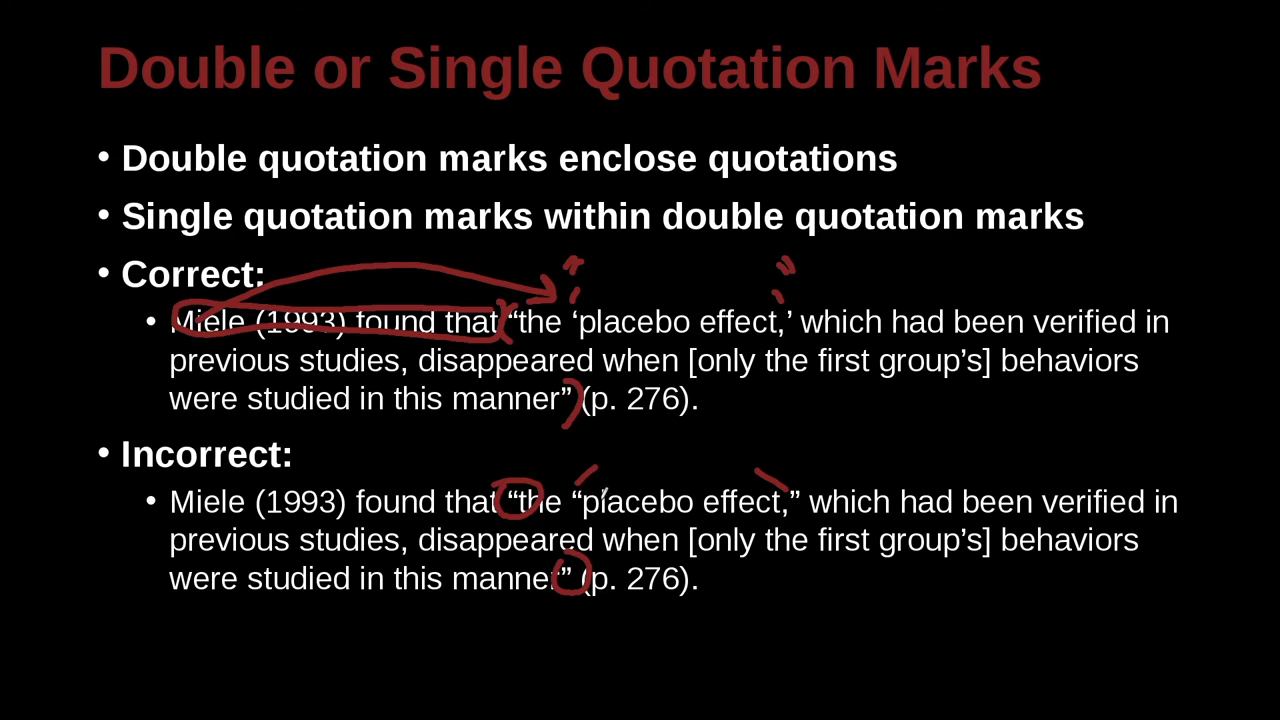 Double or Single Quotation Marks
• Double quotation marks enclose quotations
• Single quotation marks within double quotation marks
• Correct:
• Miele (1993) found that “the ‘placebo effect,’ which had been verified in
previous studies, disappeared when [only the first group’s] behaviors
were studied in this manner” (p. 276).
• Incorrect:
• Miele (1993) found that “the “placebo effect,” which had been verified in
previous studies, disappeared when [only the first group’s] behaviors
were studied in this manner” (p. 276).